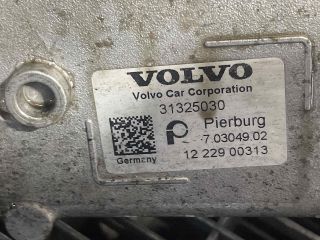 VOLVO
Volvo Car Corporation
31325030
Pierburg
7.03049.02
Germany
12 229 00313